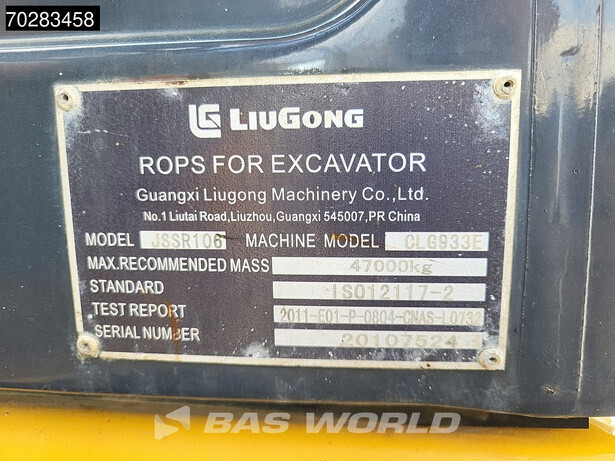 70283458
LG LIUGONG
ROPS FOR EXCAVATOR
Guangxi Liugong Machinery Co.,Ltd.
No.1 Liutai Road,Liuzhou,Guangxi 545007,PR China
MODEL JSSR106 MACHINE MODEL CLG933E
MAX.RECOMMENDED MASS 47000kg
STANDARD ISO12117-2
TEST REPORT 2011-E01-P-0804-CNAS-L0732
SERIAL NUMBER 20107524
BAS WORLD